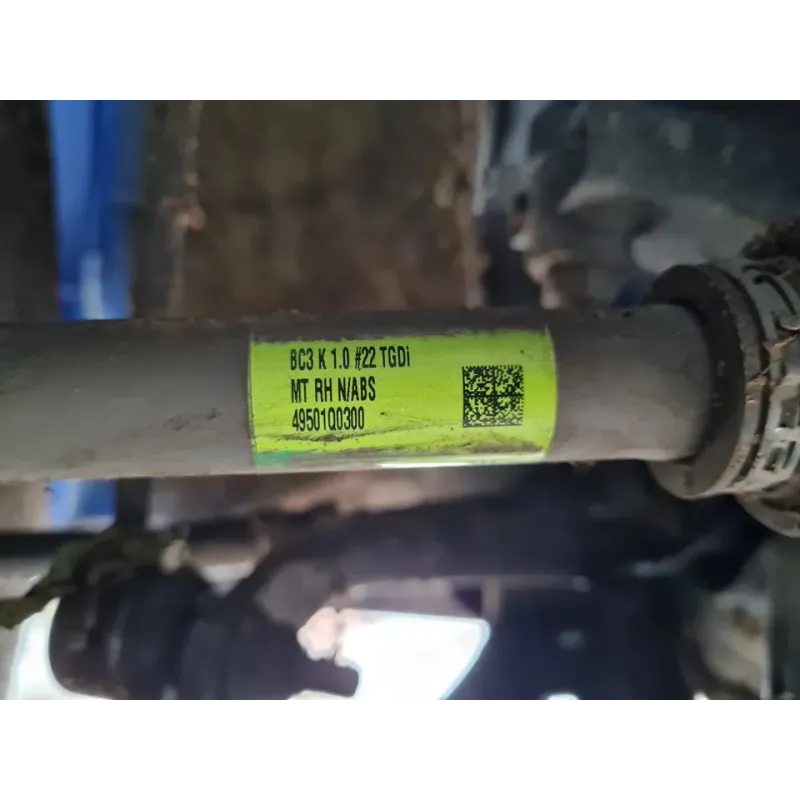 BC3 K 1.0 #22 TGDi
MT RH N/ABS
49501Q0300